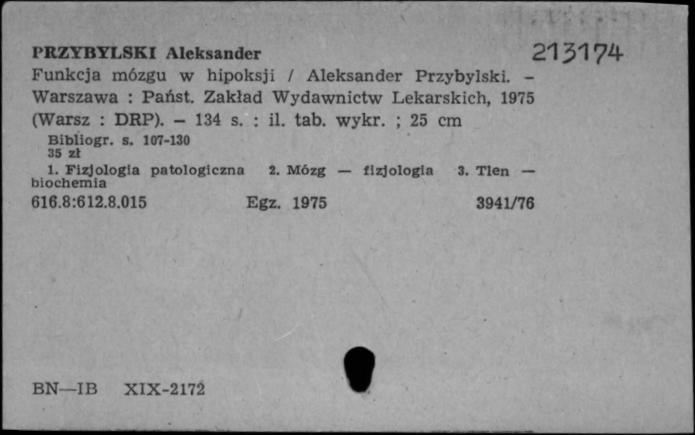 PRZYBYLSKI Aleksander 213174
Funkcja mózgu w hipoksji / Aleksander Przybylski. –
Warszawa : Państ. Zakład Wydawnictw Lekarskich, 1975
(Warsz : DRP). – 134 s. : il. tab. wykr. ; 25 cm
Bibliogr. s. 107-130
35 zł
1. Fizjologia patologiczna 2. Mózg — fizjologia 3. Tlen —
biochemia
616.8:612.8.015 Egz. 1975 3941/76
BN—IB XIX-2172